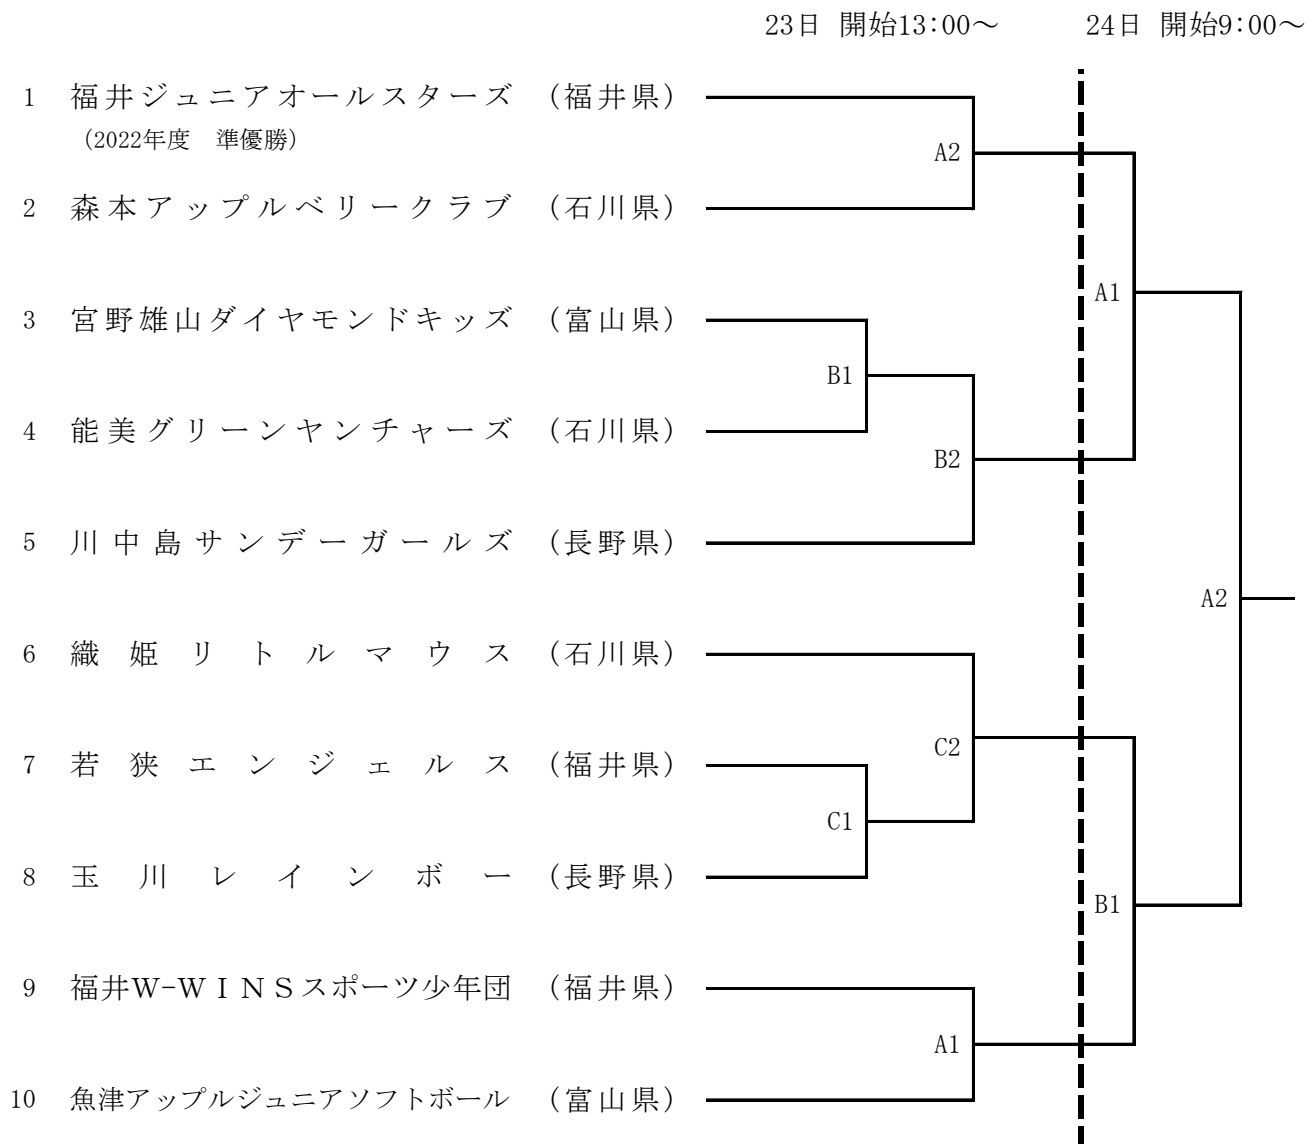 23日 開始13:00～ 24日 開始9:00～
1 福井ジュニアオールスターズ (福井県)
(2022年度 準優勝)
A2
2 森本アップルベリークラブ (石川県)
A1
3 宮野雄山ダイヤモンドキッズ (富山県)
B1
4 能美グリーンヤンチャーズ (石川県)
B2
5 川中島サンデーガールズ (長野県)
A2
6 織姫リトルマウス (石川県)
C2
7 若狭エンジェルス (福井県)
C1
8 玉川レインボー (長野県)
B1
9 福井W-WINSスポーツ少年団 (福井県)
A1
10 魚津アップルジュニアソフトボール (富山県)